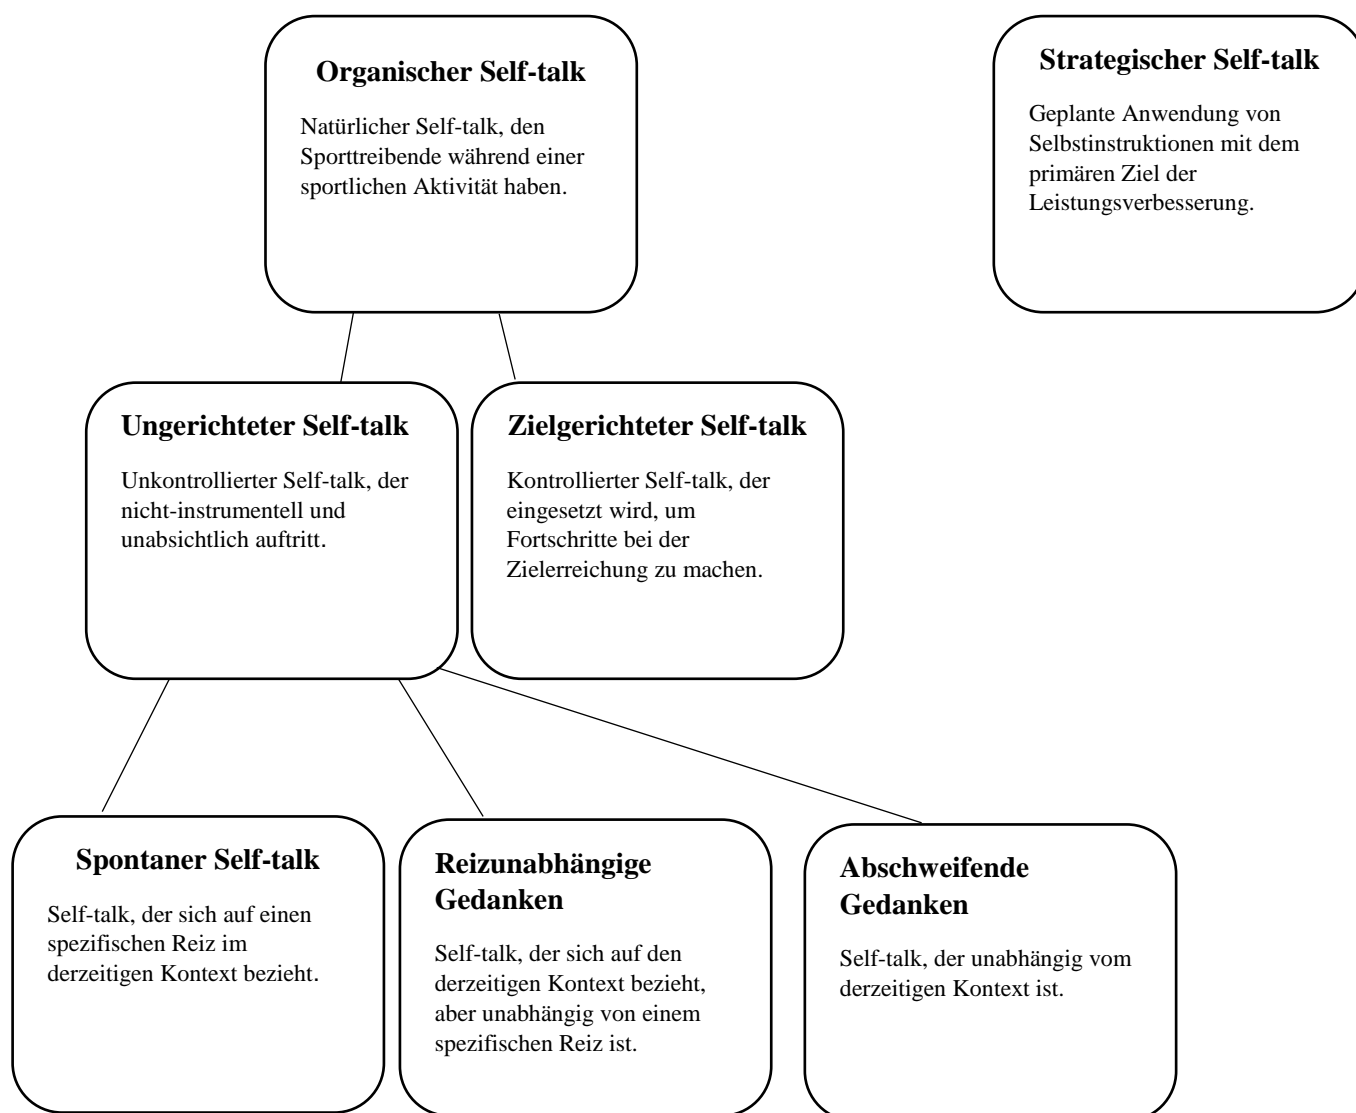 Organischer Self-talk
Natürlicher Self-talk, den
Sporttreibende während einer
sportlichen Aktivität haben.
Strategischer Self-talk
Geplante Anwendung von
Selbstinstruktionen mit dem
primären Ziel der
Leistungsverbesserung.
Ungerichteter Self-talk
Unkontrollierter Self-talk, der
nicht-instrumentell und
unabsichtlich auftritt.
Zielgerichteter Self-talk
Kontrollierter Self-talk, der
eingesetzt wird, um
Fortschritte bei der
Zielerreichung zu machen.
Spontaner Self-talk
Self-talk, der sich auf einen
spezifischen Reiz im
derzeitigen Kontext bezieht.
Reizunabhängige
Gedanken
Self-talk, der sich auf den
derzeitigen Kontext bezieht,
aber unabhängig von einem
spezifischen Reiz ist.
Abschweifende
Gedanken
Self-talk, der unabhängig vom
derzeitigen Kontext ist.